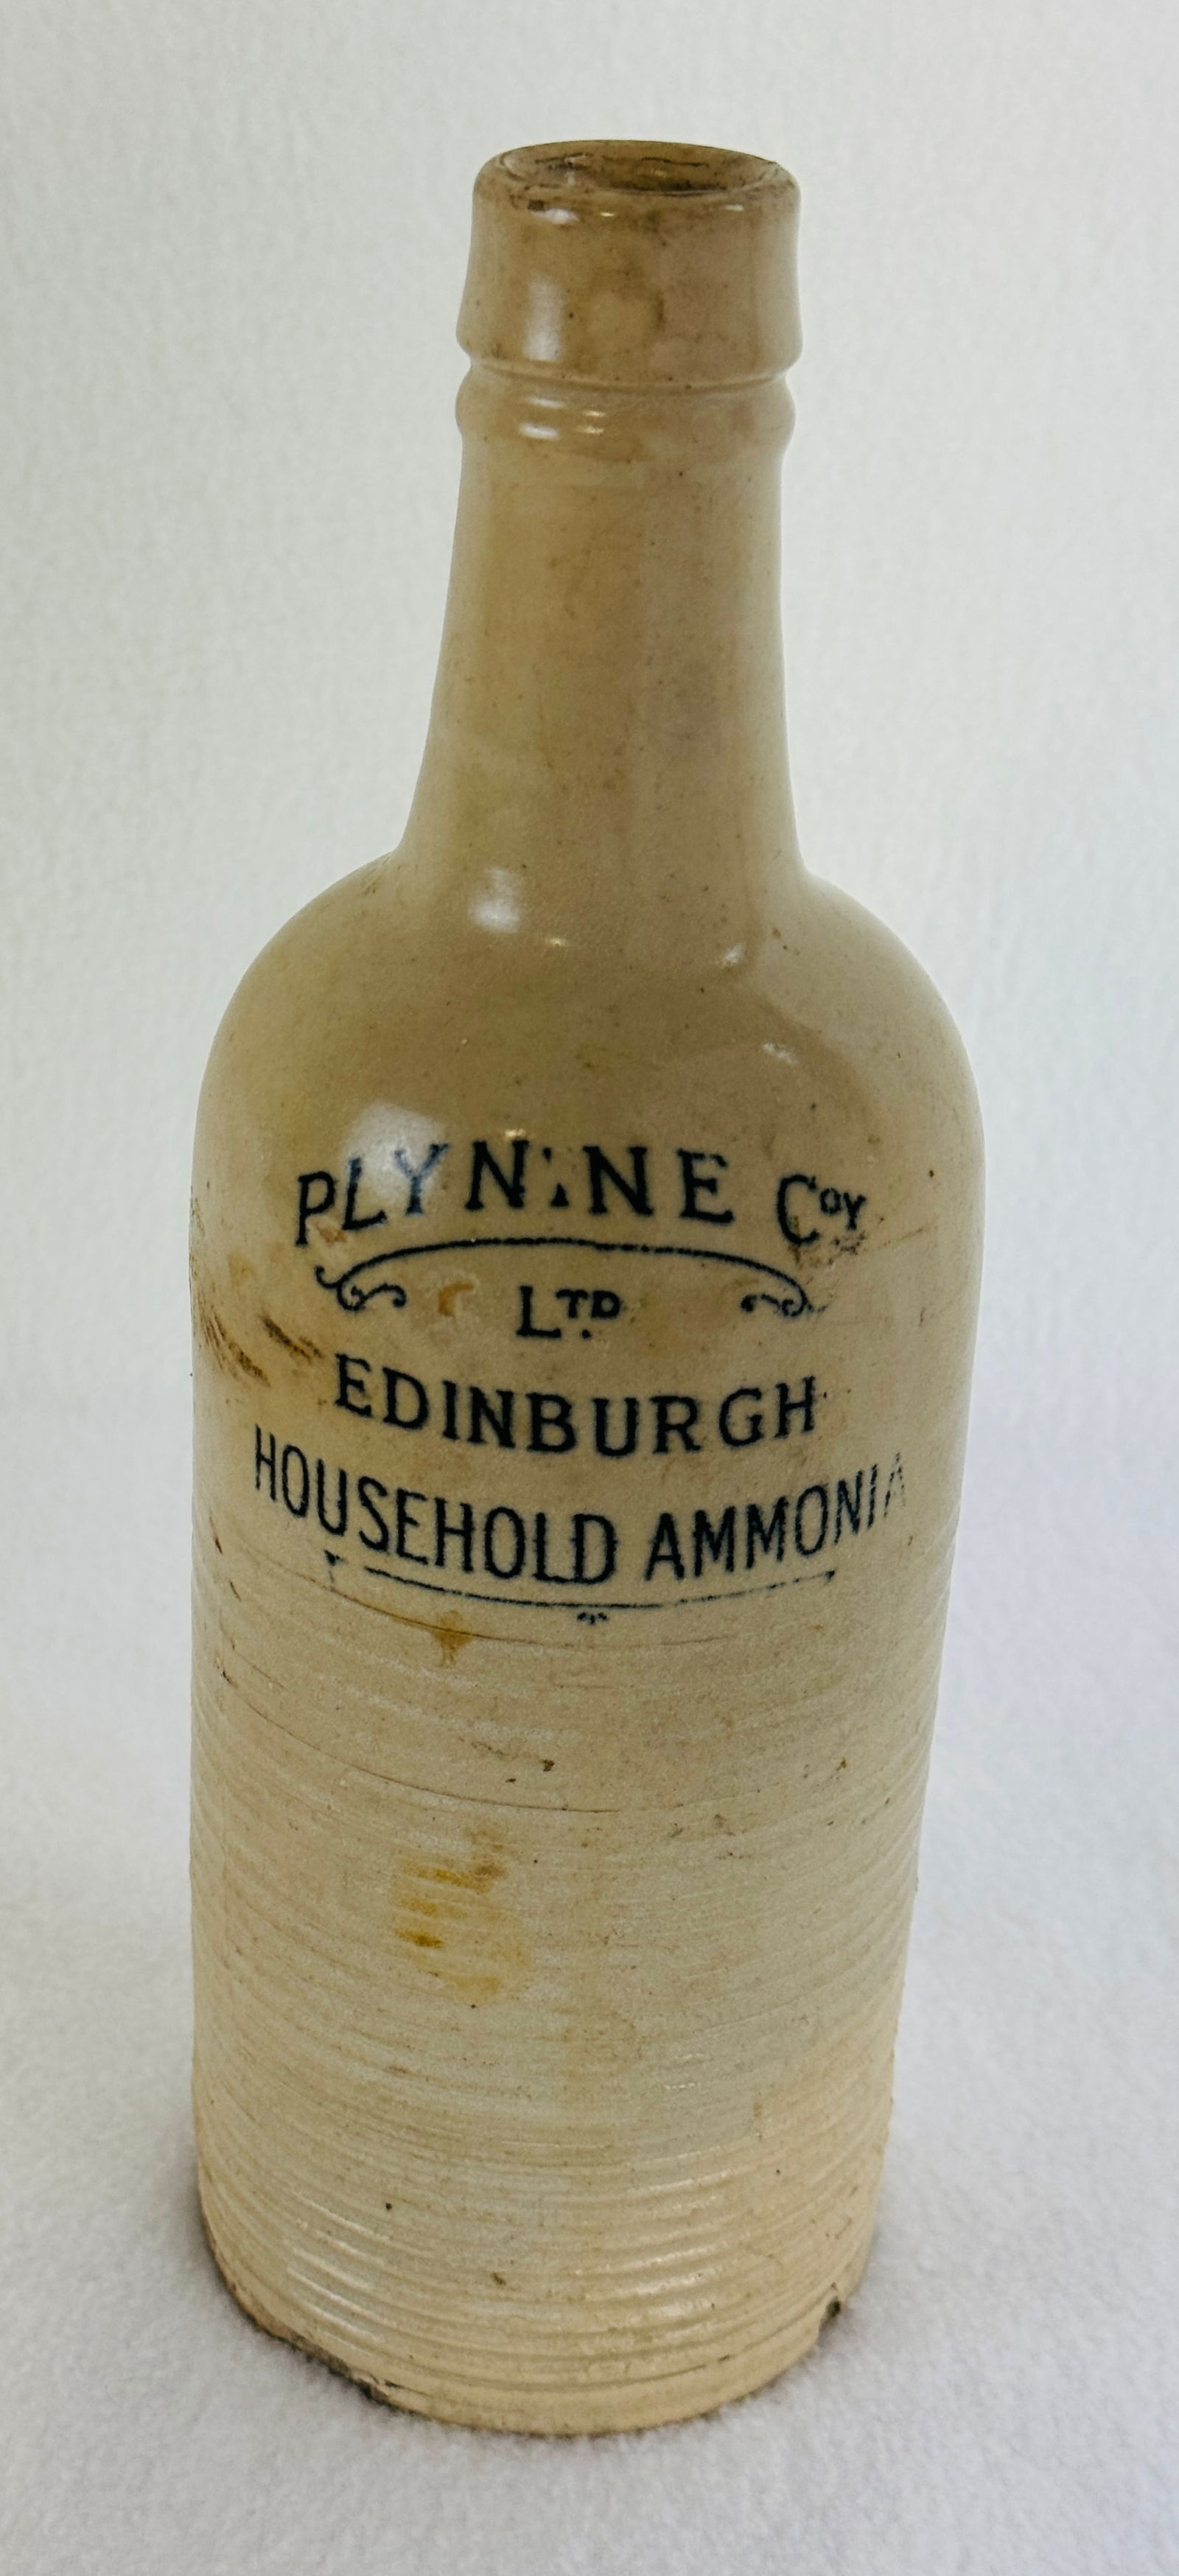 PLYNINE COY
LTD
EDINBURGH
HOUSEHOLD AMMONIA